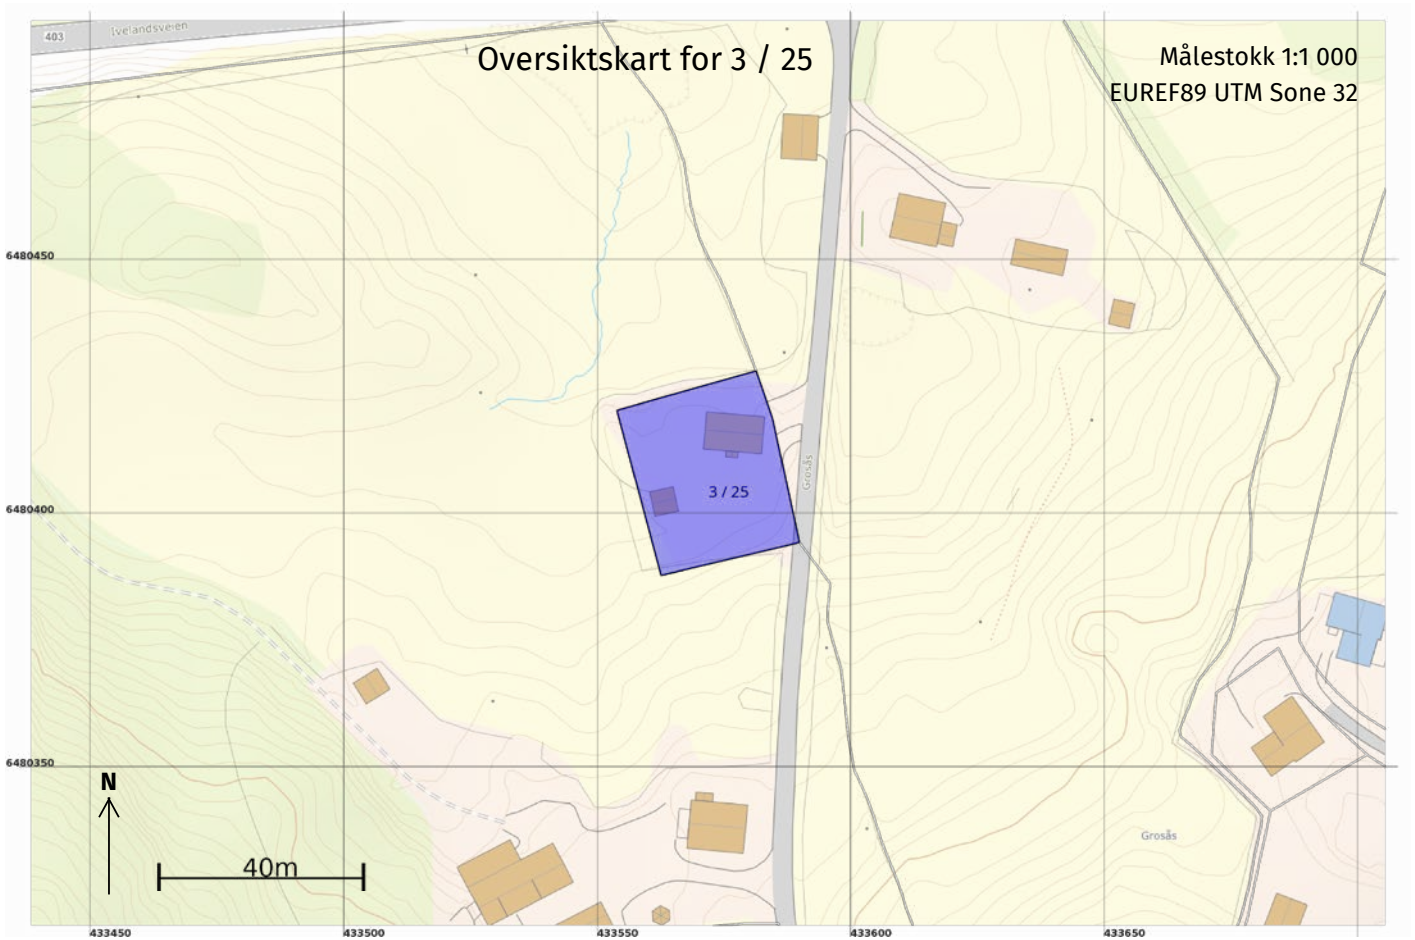 403
Ivelandsveien
Oversiktskart for 3 / 25
Målestokk 1:1 000
EUREF89 UTM Sone 32
6480450
Grosås
3 / 25
6480400
6480350
N
Grosås
40m
433450
433500
433550
433600
433650